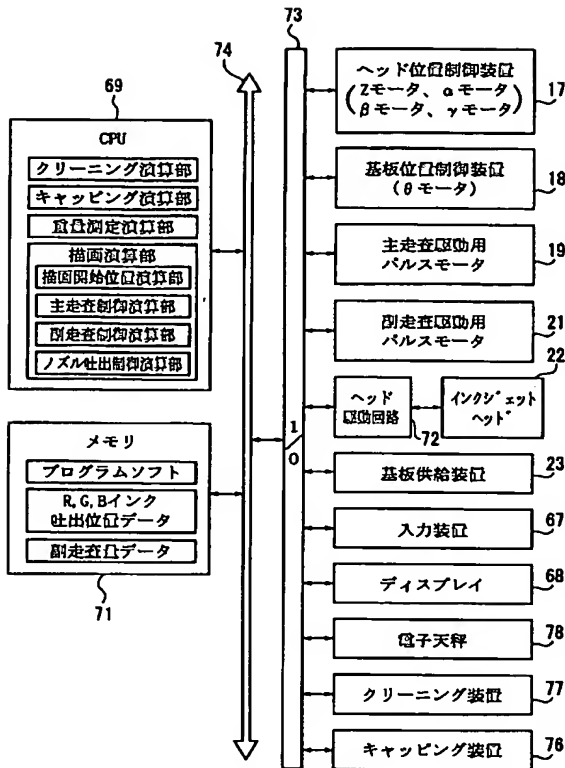 73
74
69
CPU
クリーニング演算部
キャッピング演算部
重量測定演算部
描画演算部
描画開始位置演算部
主走査制御演算部
副走査制御演算部
ノズル吐出制御演算部
メモリ
プログラムソフト
R,G,Bインク
吐出位置データ
副走査量データ
71
I/O
ヘッド位置制御装置
(Zモータ、αモータ
βモータ、γモータ)
17
基板位置制御装置
(θモータ)
18
主走査駆動用
パルスモータ
19
副走査駆動用
パルスモータ
21
ヘッド
駆動回路
72
インクジェット
ヘッド
22
基板供給装置
23
入力装置
67
ディスプレイ
68
電子天秤
78
クリーニング装置
77
キャッピング装置
76